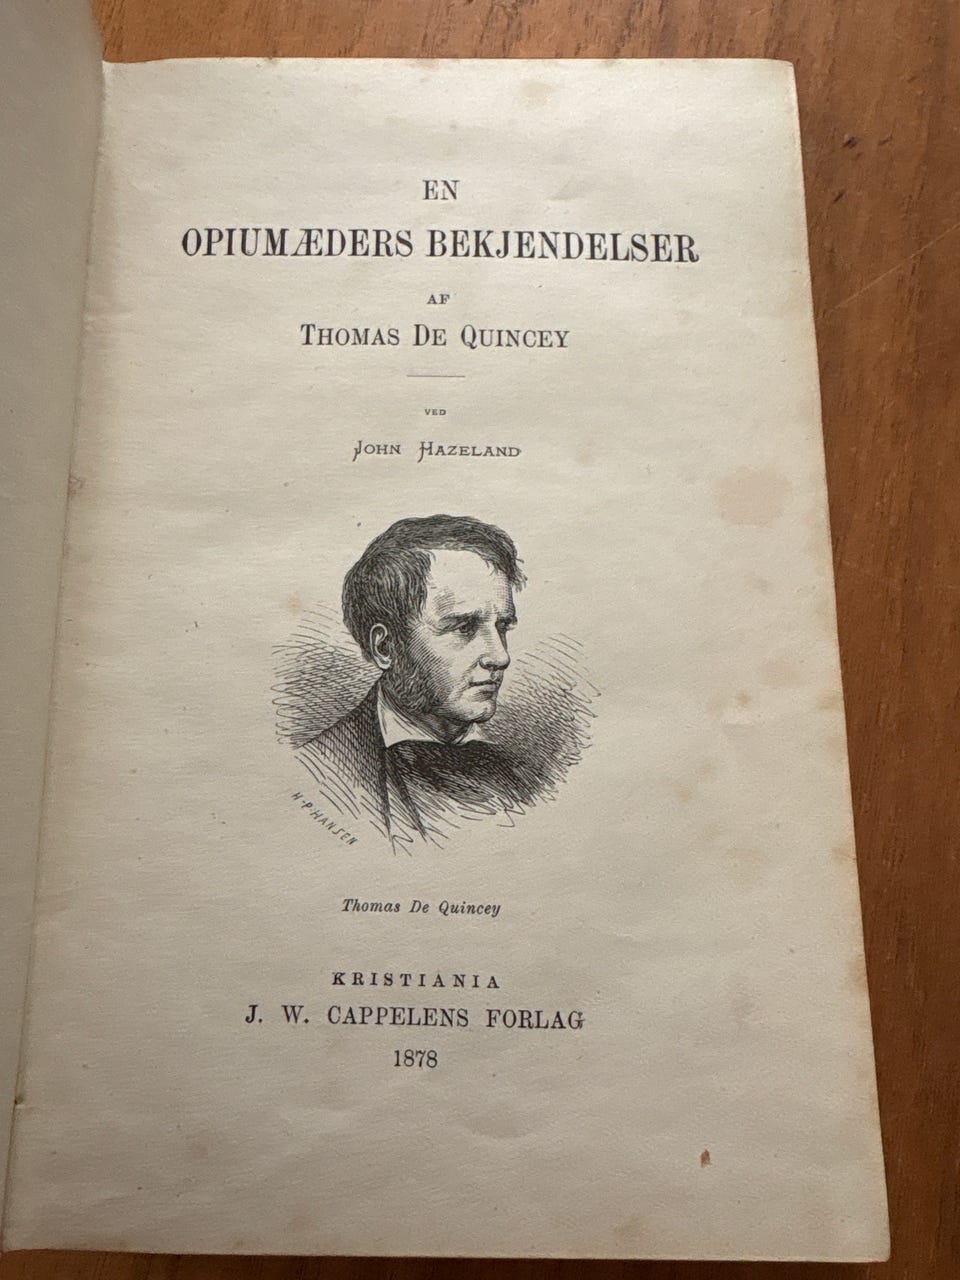 EN
OPIUMÆDERS BEKJENDELSER
AF
THOMAS DE QUINCEY
VED
JOHN HAZELAND
H.P.HANSEN
Thomas De Quincey
KRISTIANIA
J. W. CAPPELENS FORLAG
1878